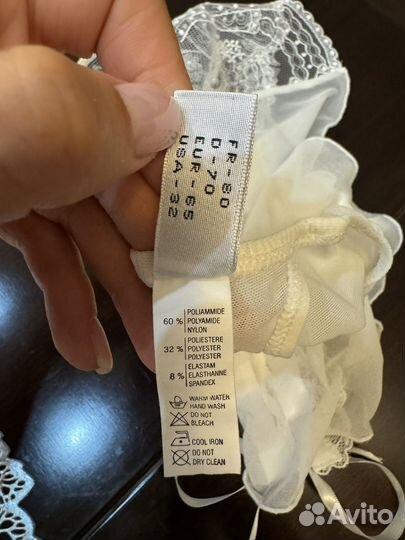 FR-80
D-70
EUR-65
USA-32
60 % POLIAMMIDE
POLYAMIDE
NYLON
32 % POLIESTERE
POLYESTER
POLYESTER
8 % ELASTAM
ELASTHANNE
SPANDEX
WARM WATER
HAND WASH
DO NOT
BLEACH
COOL IRON
DO NOT
DRY CLEAN
Avito